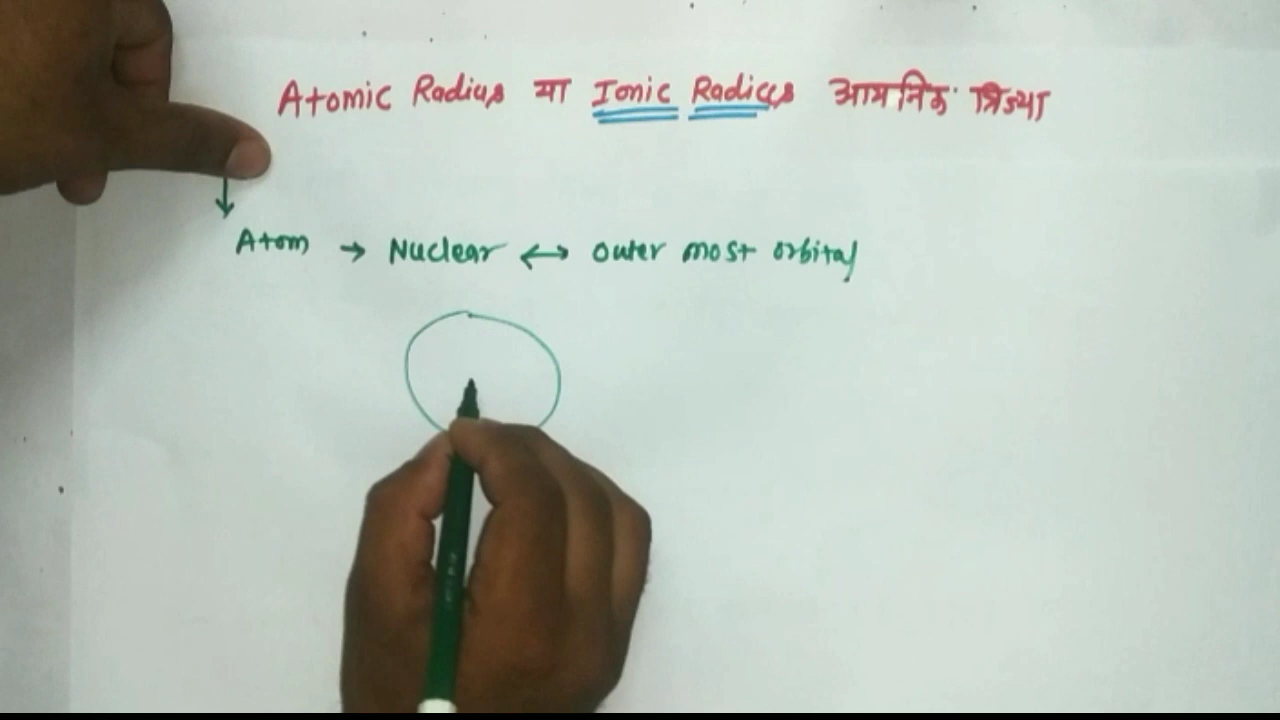 Atomic Radius या Ionic Radius आयनिक त्रिज्या
Atom → Nuclear ↔ outer most orbital